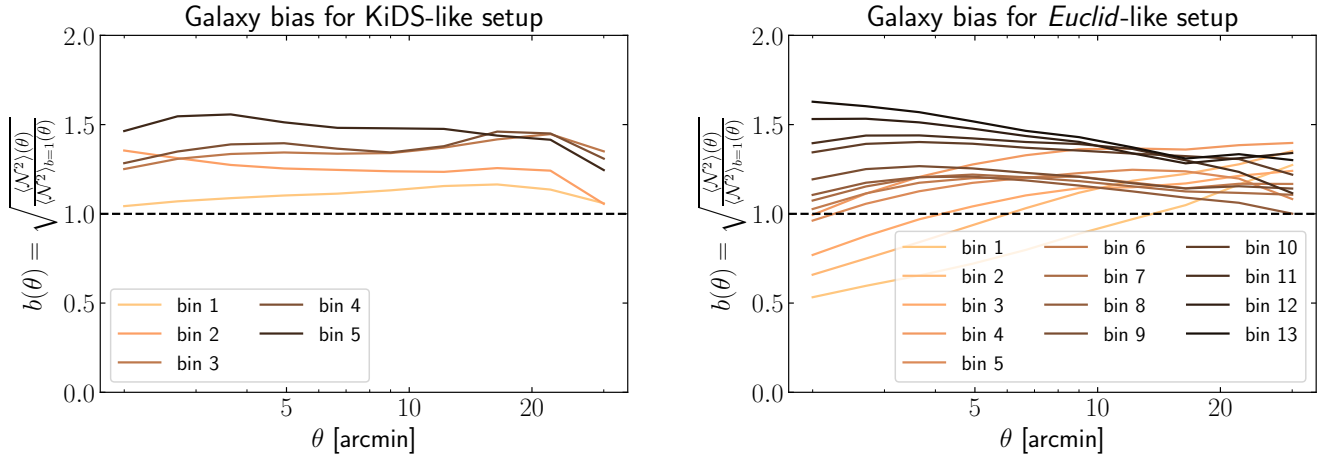 Galaxy bias for KiDS-like setup
b(θ) = √(⟨𝒩²⟩(θ) / ⟨𝒩²⟩b=1(θ))
2.0
1.5
1.0
0.5
0.0
bin 1
bin 2
bin 3
bin 4
bin 5
5
10
20
θ [arcmin]
Galaxy bias for Euclid-like setup
b(θ) = √(⟨𝒩²⟩(θ) / ⟨𝒩²⟩b=1(θ))
2.0
1.5
1.0
0.5
0.0
bin 1
bin 2
bin 3
bin 4
bin 5
bin 6
bin 7
bin 8
bin 9
bin 10
bin 11
bin 12
bin 13
5
10
20
θ [arcmin]